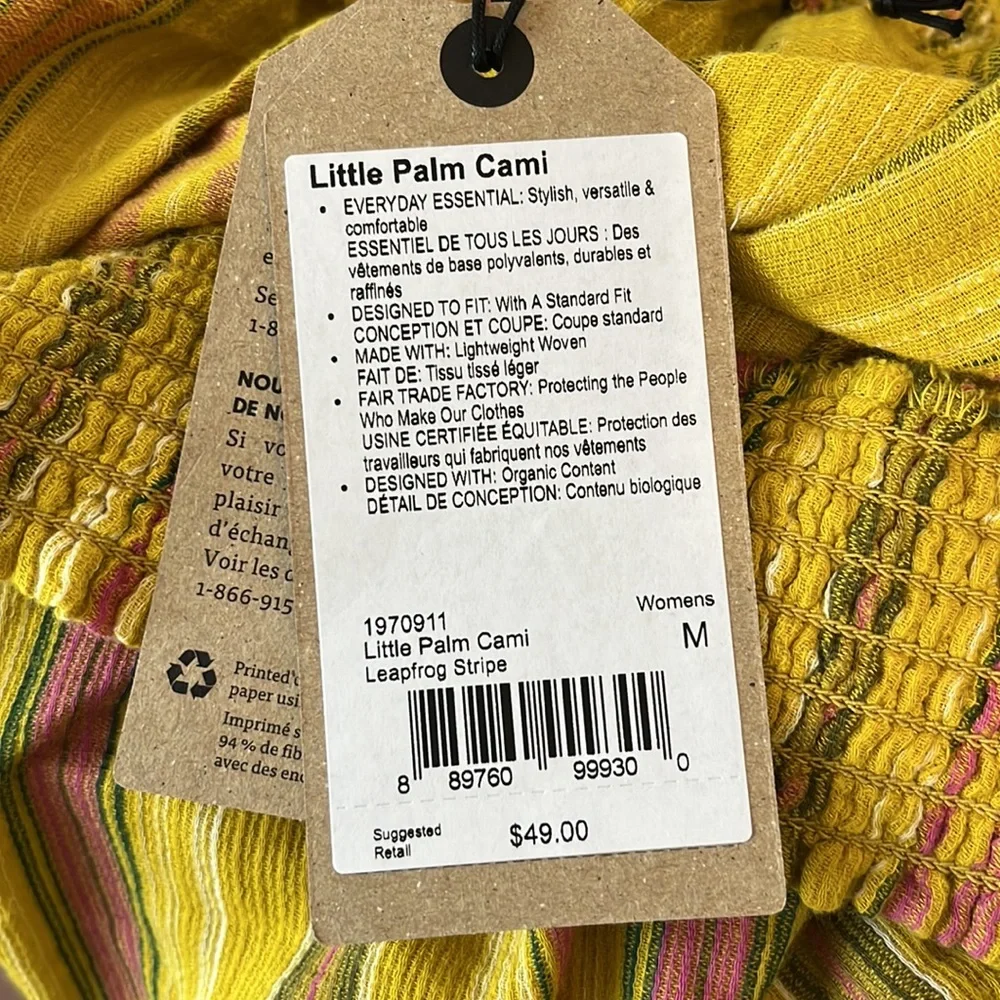 Little Palm Cami
• EVERYDAY ESSENTIAL: Stylish, versatile &
comfortable
ESSENTIEL DE TOUS LES JOURS : Des
vêtements de base polyvalents, durables et
raffinés
• DESIGNED TO FIT: With A Standard Fit
CONCEPTION ET COUPE: Coupe standard
• MADE WITH: Lightweight Woven
FAIT DE: Tissu tissé léger
• FAIR TRADE FACTORY: Protecting the People
Who Make Our Clothes
USINE CERTIFIÉE ÉQUITABLE: Protection des
travailleurs qui fabriquent nos vêtements
• DESIGNED WITH: Organic Content
DÉTAIL DE CONCEPTION: Contenu biologique
Womens
1970911
M
Little Palm Cami
Leapfrog Stripe
8 89760 99930 0
Suggested
Retail
$49.00
1-8
DE
Si
votre
plaisir
Voir les
1-866-915
Printed
paper
Imprimé
94 % de
avec des